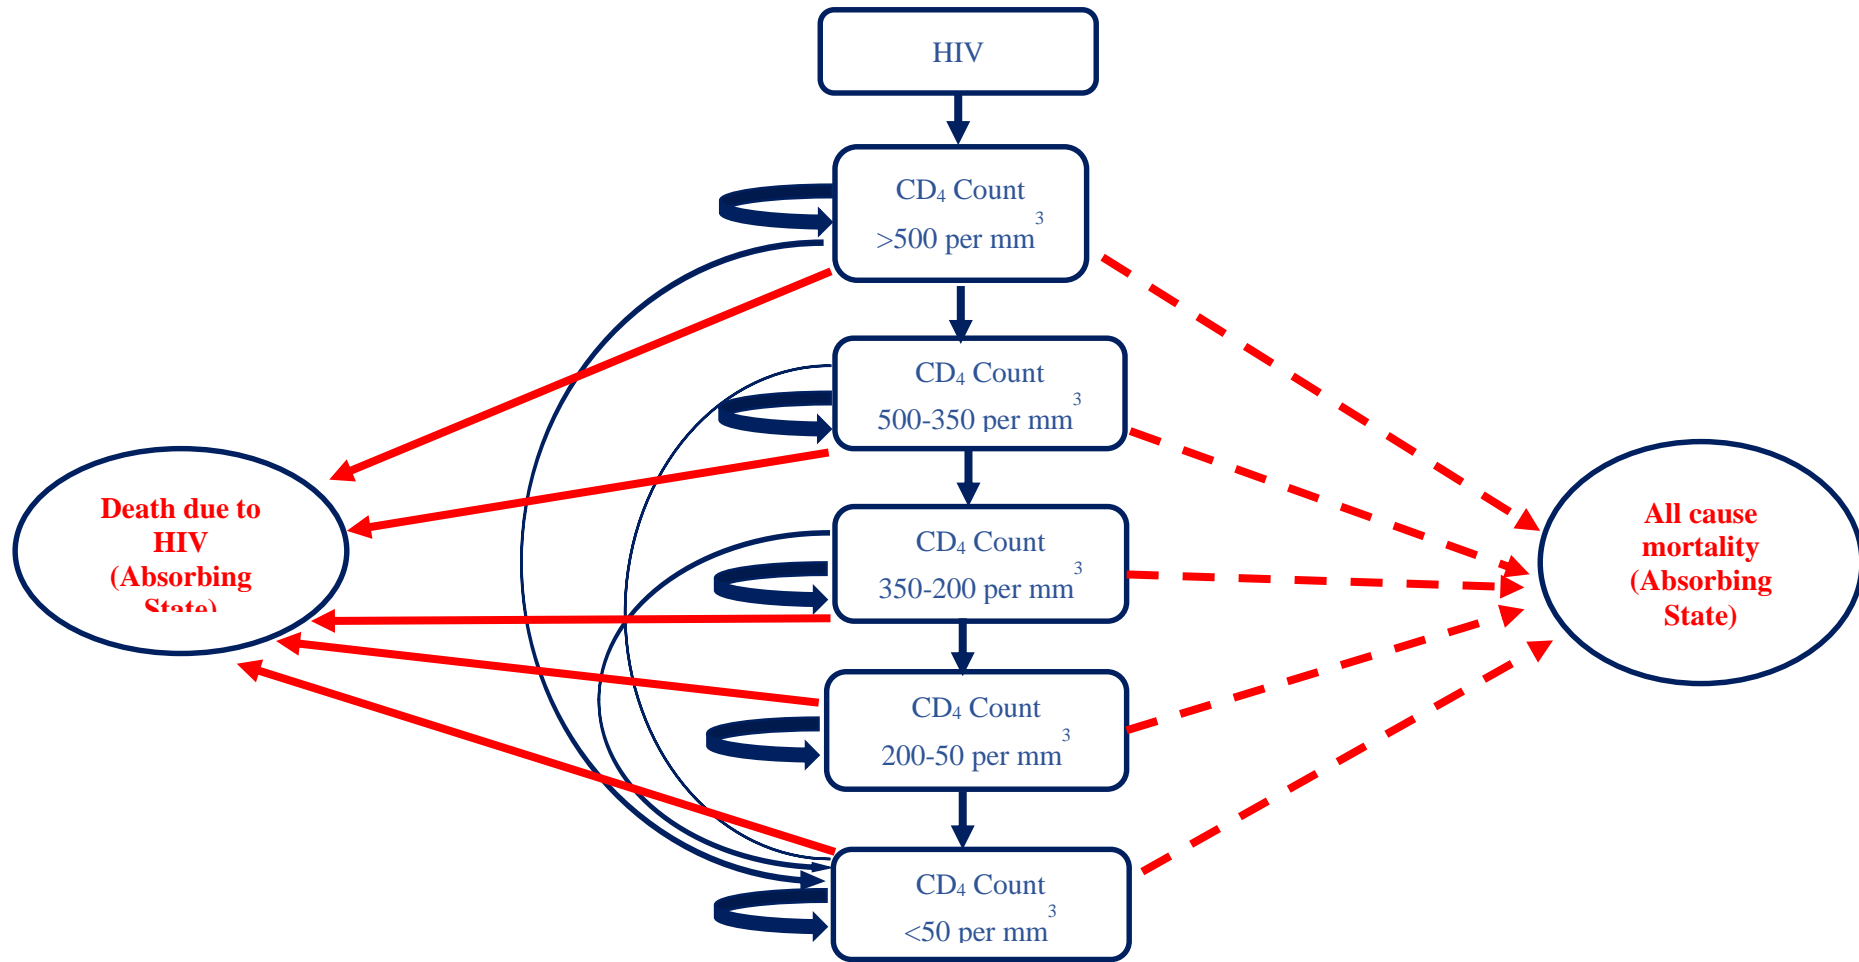 HIV
CD₄ Count
>500 per mm³
CD₄ Count
500-350 per mm³
CD₄ Count
350-200 per mm³
CD₄ Count
200-50 per mm³
CD₄ Count
<50 per mm³
Death due to
HIV
(Absorbing
State)
All cause
mortality
(Absorbing
State)